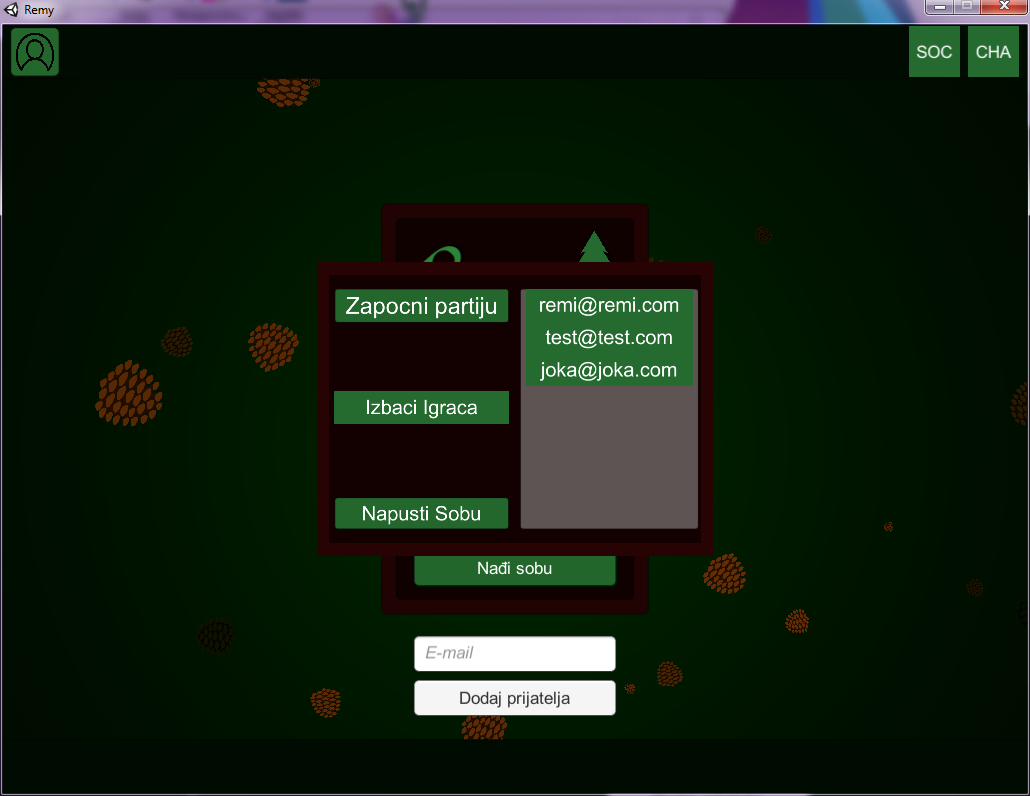 Remy
SOC
CHA
Zapocni partiju
Izbaci Igraca
Napusti Sobu
remi@remi.com
test@test.com
joka@joka.com
Nađi sobu
E-mail
Dodaj prijatelja